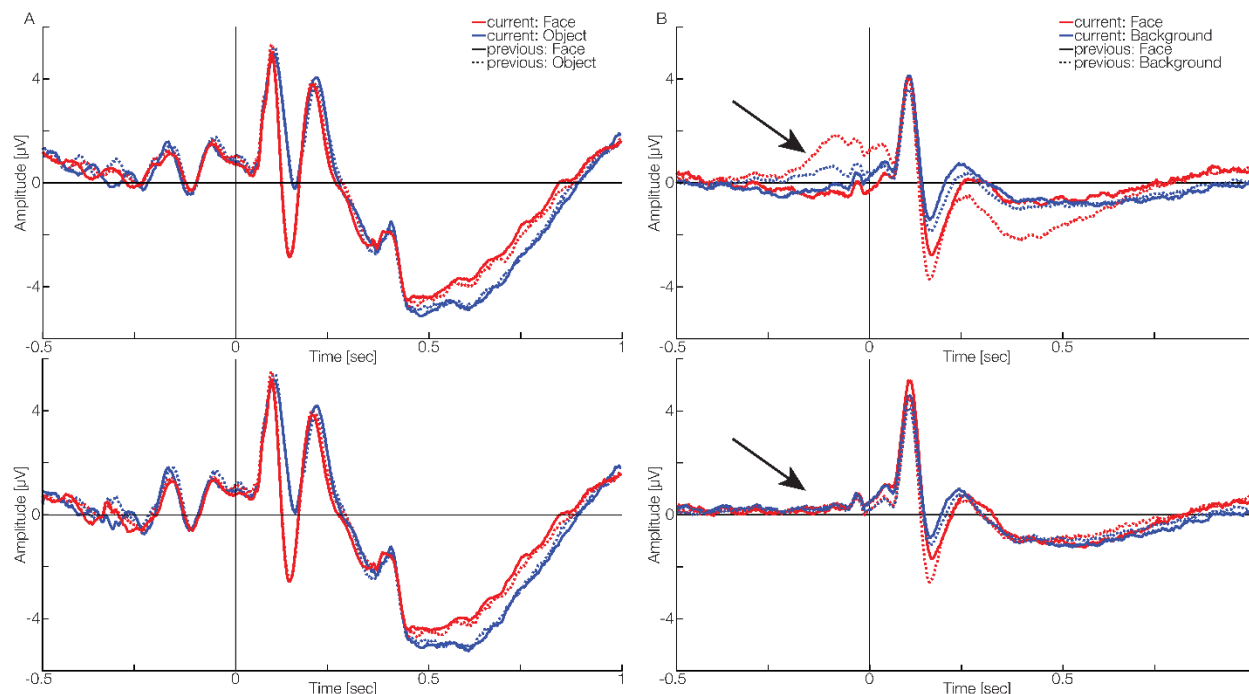 A
current: Face
current: Object
previous: Face
previous: Object
4
0
-4
Amplitude [µV]
-0.5
0
0.5
1
Time [sec]
B
current: Face
current: Background
previous: Face
previous: Background
4
0
-4
Amplitude [µV]
-0.5
0
0.5
Time [sec]
4
0
-4
Amplitude [µV]
-0.5
0
0.5
1
Time [sec]
4
0
-4
Amplitude [µV]
-0.5
0
0.5
Time [sec]